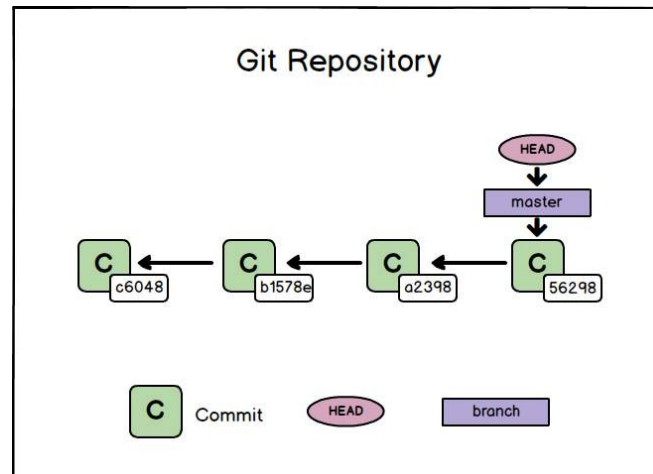 Git Repository
HEAD
master
C C C C
c6048 b1578e a2398 56298
C Commit HEAD branch